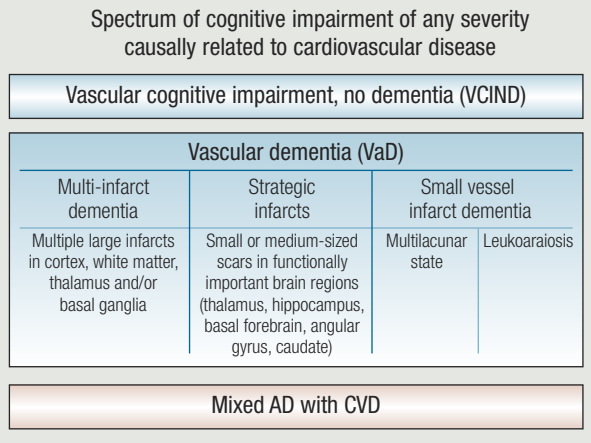 Spectrum of cognitive impairment of any severity
causally related to cardiovascular disease
Vascular cognitive impairment, no dementia (VCIND)
Vascular dementia (VaD)
Multi-infarct
dementia
Multiple large infarcts
in cortex, white matter,
thalamus and/or
basal ganglia
Strategic
infarcts
Small or medium-sized
scars in functionally
important brain regions
(thalamus, hippocampus,
basal forebrain, angular
gyrus, caudate)
Small vessel
infarct dementia
Multilacunar
state
Leukoaraiosis
Mixed AD with CVD